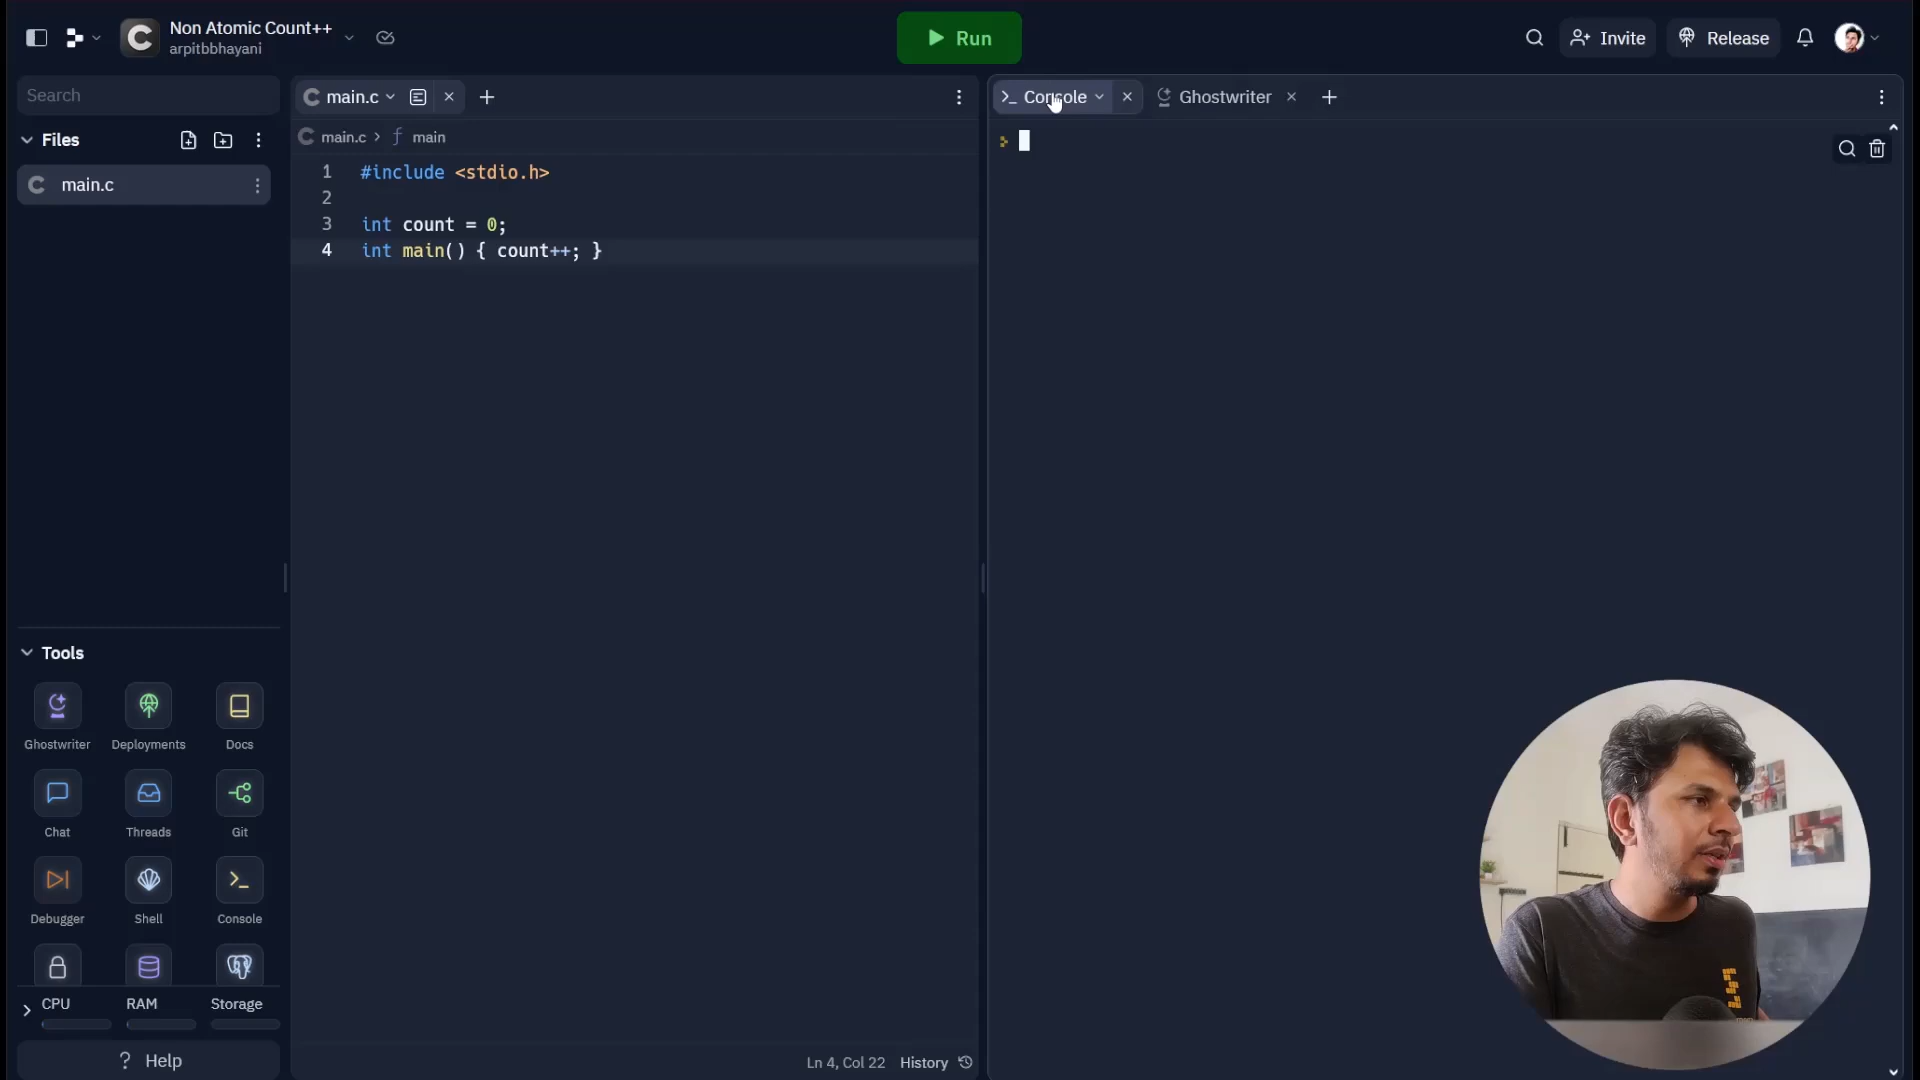 Non Atomic Count++
arpitbbhayani
Run
Invite
Release
Search
Files
main.c
main.c
main.c > f main
1 #include <stdio.h>
2
3 int count = 0;
4 int main() { count++; }
Ln 4, Col 22 History
>_ Console
Ghostwriter
Tools
Ghostwriter
Deployments
Docs
Chat
Threads
Git
Debugger
Shell
Console
CPU
RAM
Storage
? Help